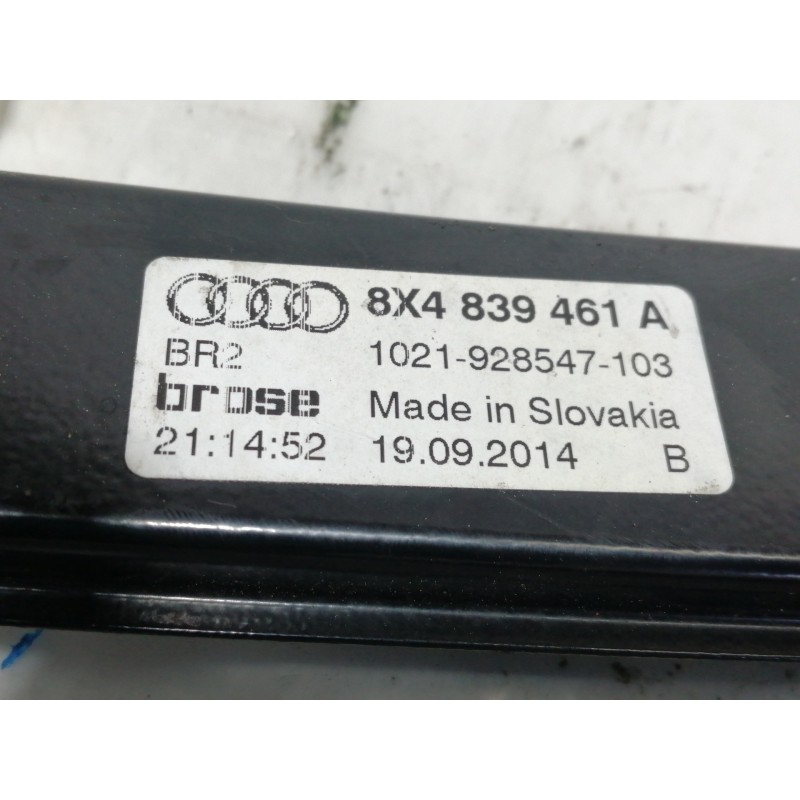 8X4 839 461 A
BR2 1021-928547-103
brose Made in Slovakia
21:14:52 19.09.2014 B